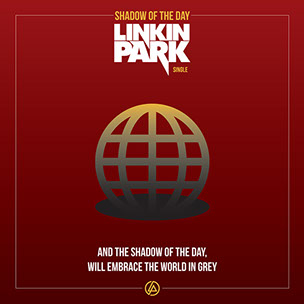 SHADOW OF THE DAY
LINKIN
PARK
SINGLE
AND THE SHADOW OF THE DAY,
WILL EMBRACE THE WORLD IN GREY